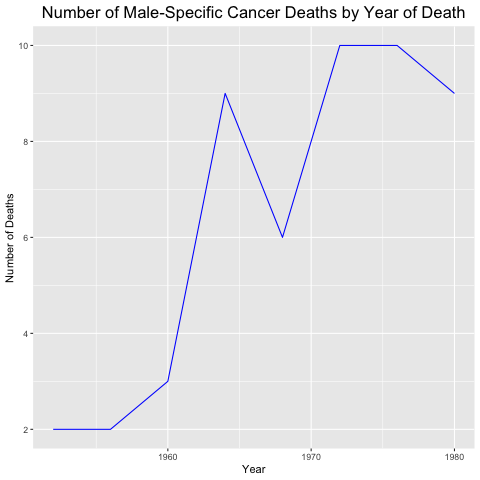 Number of Male-Specific Cancer Deaths by Year of Death
Number of Deaths
10
8
6
4
2
1960 1970 1980
Year